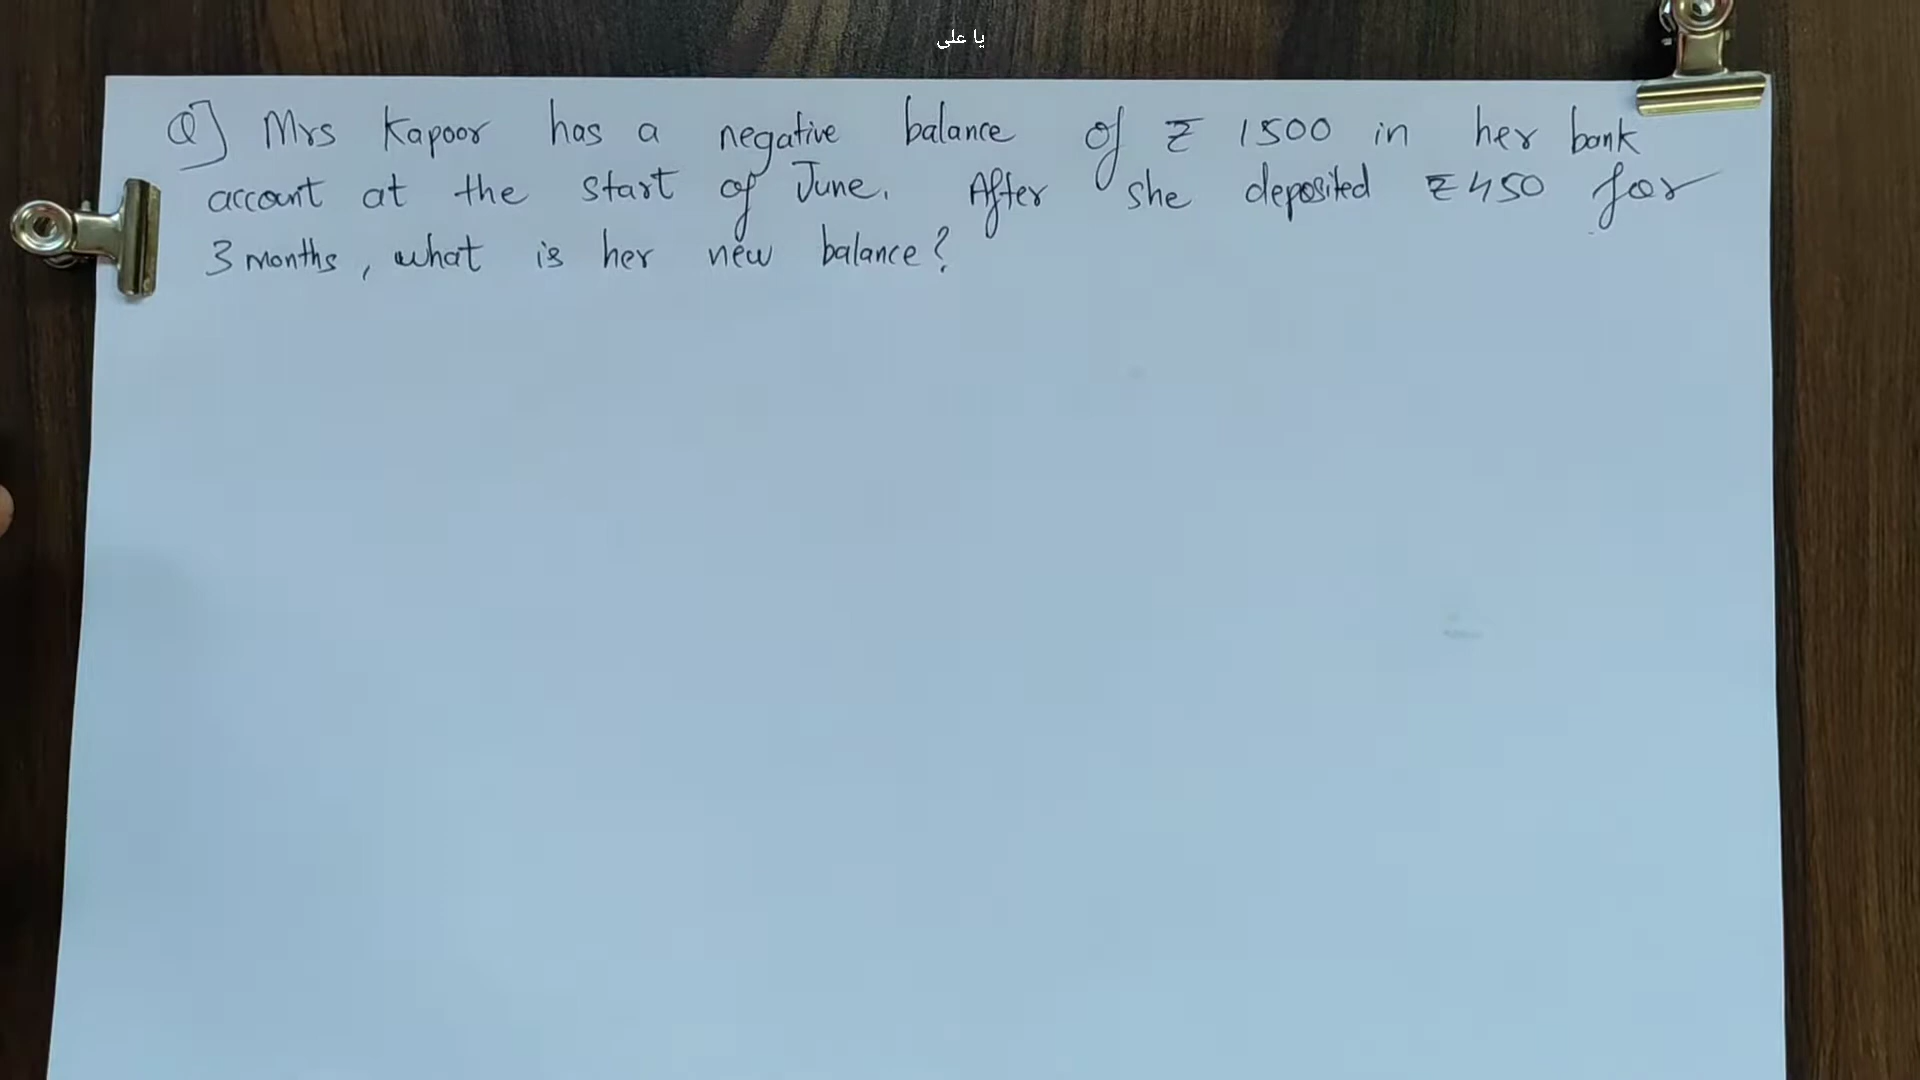 يا علی
Q] Mrs Kapoor has a negative balance of ₹ 1500 in her bank
account at the start of June. After she deposited ₹450 for
3 months, what is her new balance?